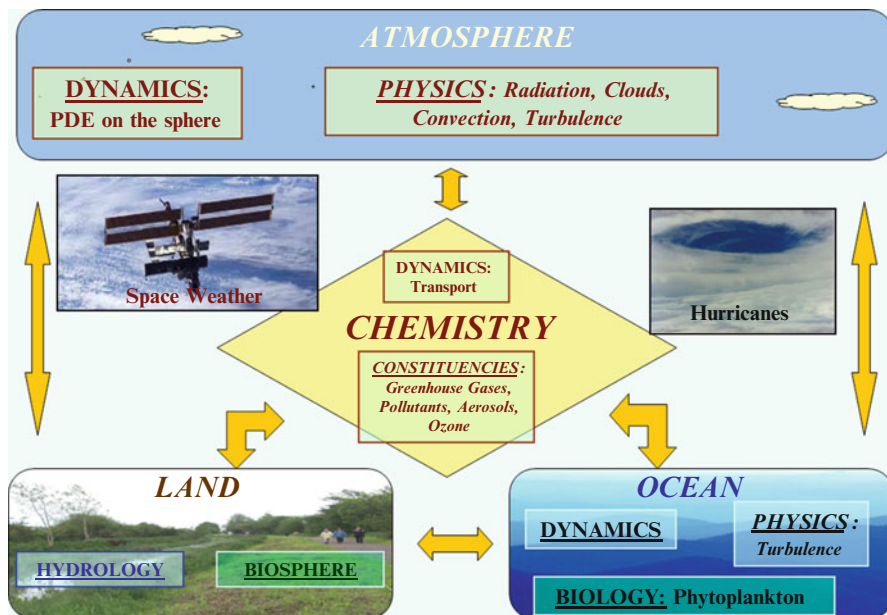 ATMOSPHERE
DYNAMICS:
PDE on the sphere
PHYSICS: Radiation, Clouds,
Convection, Turbulence
Space Weather
Hurricanes
DYNAMICS:
Transport
CHEMISTRY
CONSTITUENCIES:
Greenhouse Gases,
Pollutants, Aerosols,
Ozone
LAND
HYDROLOGY
BIOSPHERE
OCEAN
DYNAMICS
PHYSICS:
Turbulence
BIOLOGY: Phytoplankton